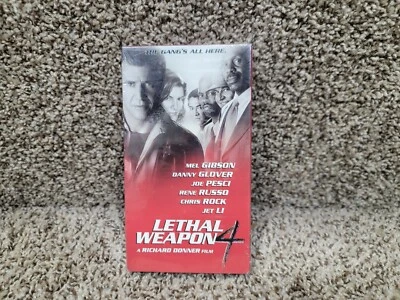 THE GANG'S ALL HERE.
MEL GIBSON
DANNY GLOVER
JOE PESCI
RENE RUSSO
CHRIS ROCK
JET LI
LETHAL
WEAPON 4
A RICHARD DONNER FILM